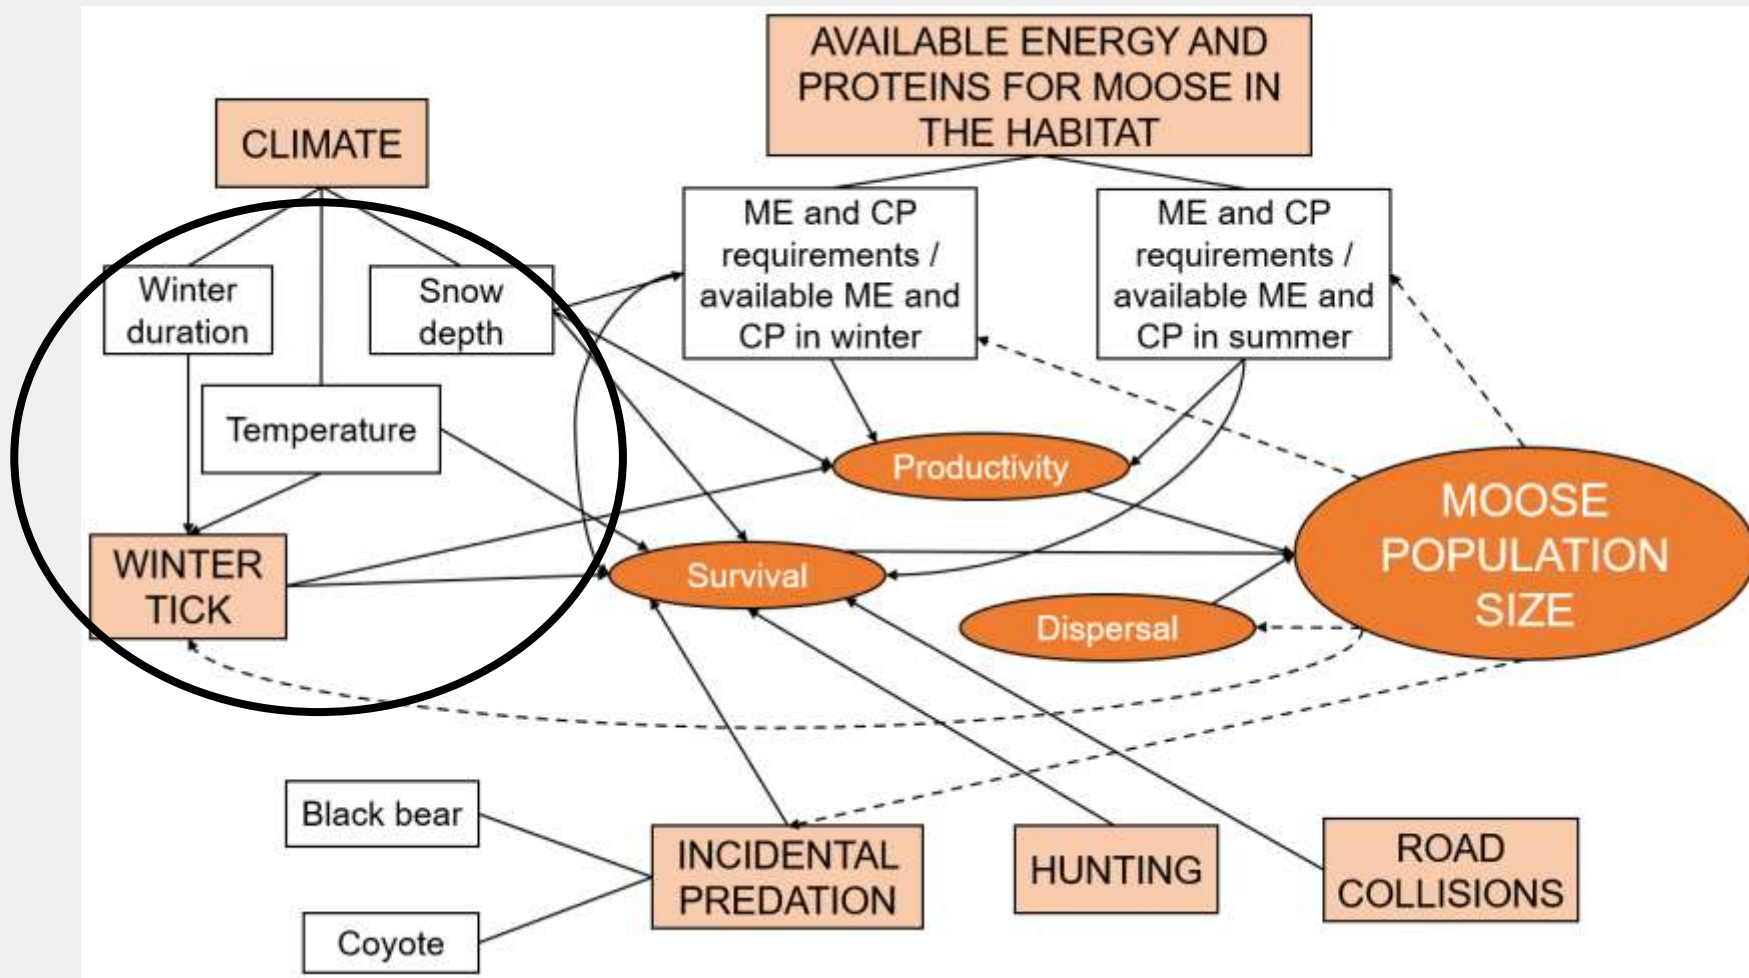 AVAILABLE ENERGY AND
PROTEINS FOR MOOSE IN
THE HABITAT
CLIMATE
ME and CP
requirements /
available ME and
CP in winter
ME and CP
requirements /
available ME and
CP in summer
Winter
duration
Snow
depth
Temperature
Productivity
MOOSE
POPULATION
SIZE
WINTER
TICK
Survival
Dispersal
Black bear
Coyote
INCIDENTAL
PREDATION
HUNTING
ROAD
COLLISIONS